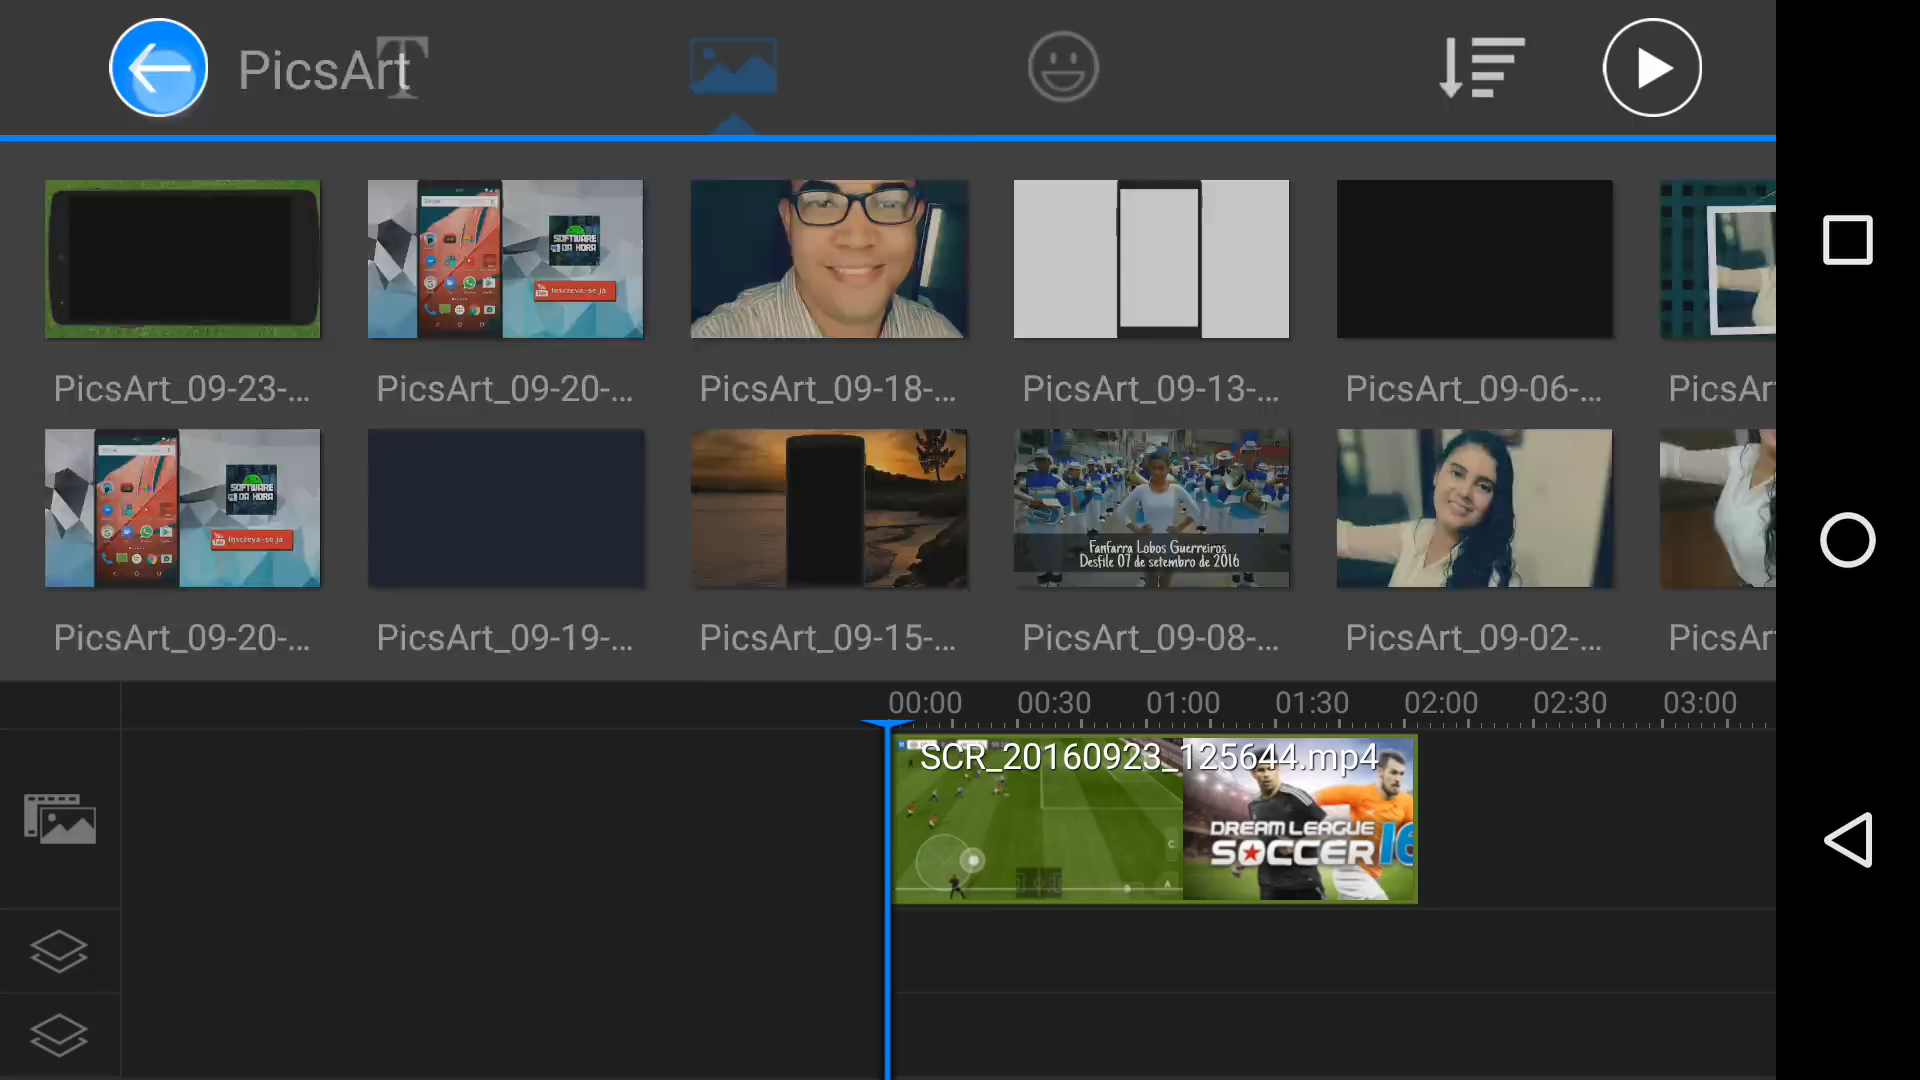 PicsArt T
SOFTWARE
DA HORA
Inscreva-se já
PicsArt_09-23-...
PicsArt_09-20-...
PicsArt_09-18-...
PicsArt_09-13-...
PicsArt_09-06-...
PicsAr
SOFTWARE
DA HORA
Inscreva-se já
Fanfarra Lobos Guerreiros
Desfile 07 de setembro de 2016
PicsArt_09-20-...
PicsArt_09-19-...
PicsArt_09-15-...
PicsArt_09-08-...
PicsArt_09-02-...
PicsAr
00:00
00:30
01:00
01:30
02:00
02:30
03:00
SCR_20160923_125644.mp4
C
B
A
DREAM LEAGUE
SOCCER 16